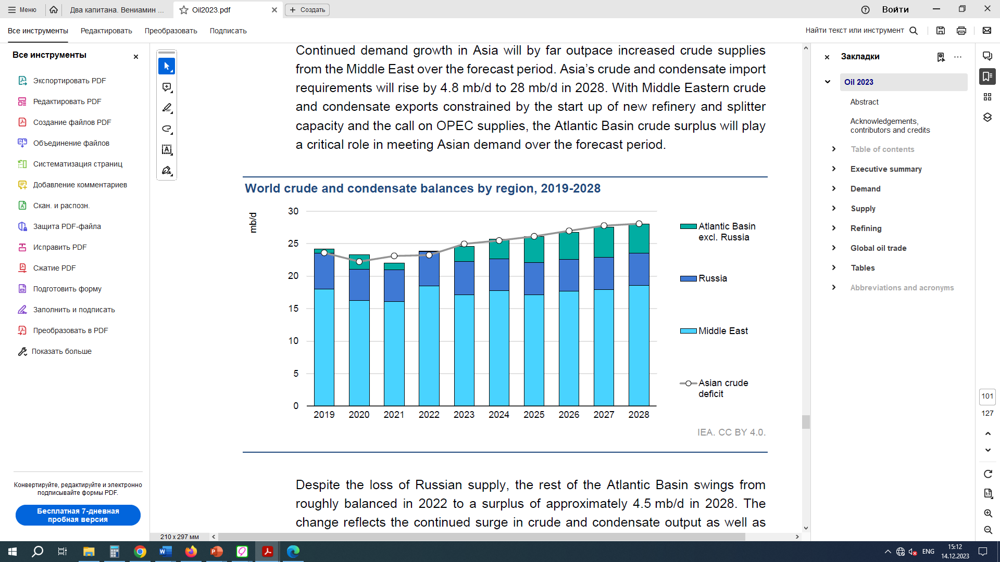 Меню
Два капитана. Вениамин ...
Oil2023.pdf
Создать
Войти
Все инструменты
Редактировать
Преобразовать
Подписать
Найти текст или инструмент
Все инструменты
Экспортировать PDF
Редактировать PDF
Создание файлов PDF
Объединение файлов
Систематизация страниц
Добавление комментариев
Скан. и распозн.
Защита PDF-файла
Исправить PDF
Сжатие PDF
Подготовить форму
Заполнить и подписать
Преобразовать в PDF
Показать больше
Конвертируйте, редактируйте и электронно
подписывайте формы PDF.
Бесплатная 7-дневная
пробная версия
Continued demand growth in Asia will by far outpace increased crude supplies
from the Middle East over the forecast period. Asia’s crude and condensate import
requirements will rise by 4.8 mb/d to 28 mb/d in 2028. With Middle Eastern crude
and condensate exports constrained by the start up of new refinery and splitter
capacity and the call on OPEC supplies, the Atlantic Basin crude surplus will play
a critical role in meeting Asian demand over the forecast period.
World crude and condensate balances by region, 2019-2028
mb/d
30
25
20
15
10
5
0
2019 2020 2021 2022 2023 2024 2025 2026 2027 2028
Atlantic Basin
excl. Russia
Russia
Middle East
Asian crude
deficit
IEA. CC BY 4.0.
Despite the loss of Russian supply, the rest of the Atlantic Basin swings from
roughly balanced in 2022 to a surplus of approximately 4.5 mb/d in 2028. The
change reflects the continued surge in crude and condensate output as well as
210 x 297 мм
Закладки
Oil 2023
Abstract
Acknowledgements,
contributors and credits
Table of contents
Executive summary
Demand
Supply
Refining
Global oil trade
Tables
Abbreviations and acronyms
101
127
1:1
ENG
15:12
14.12.2023